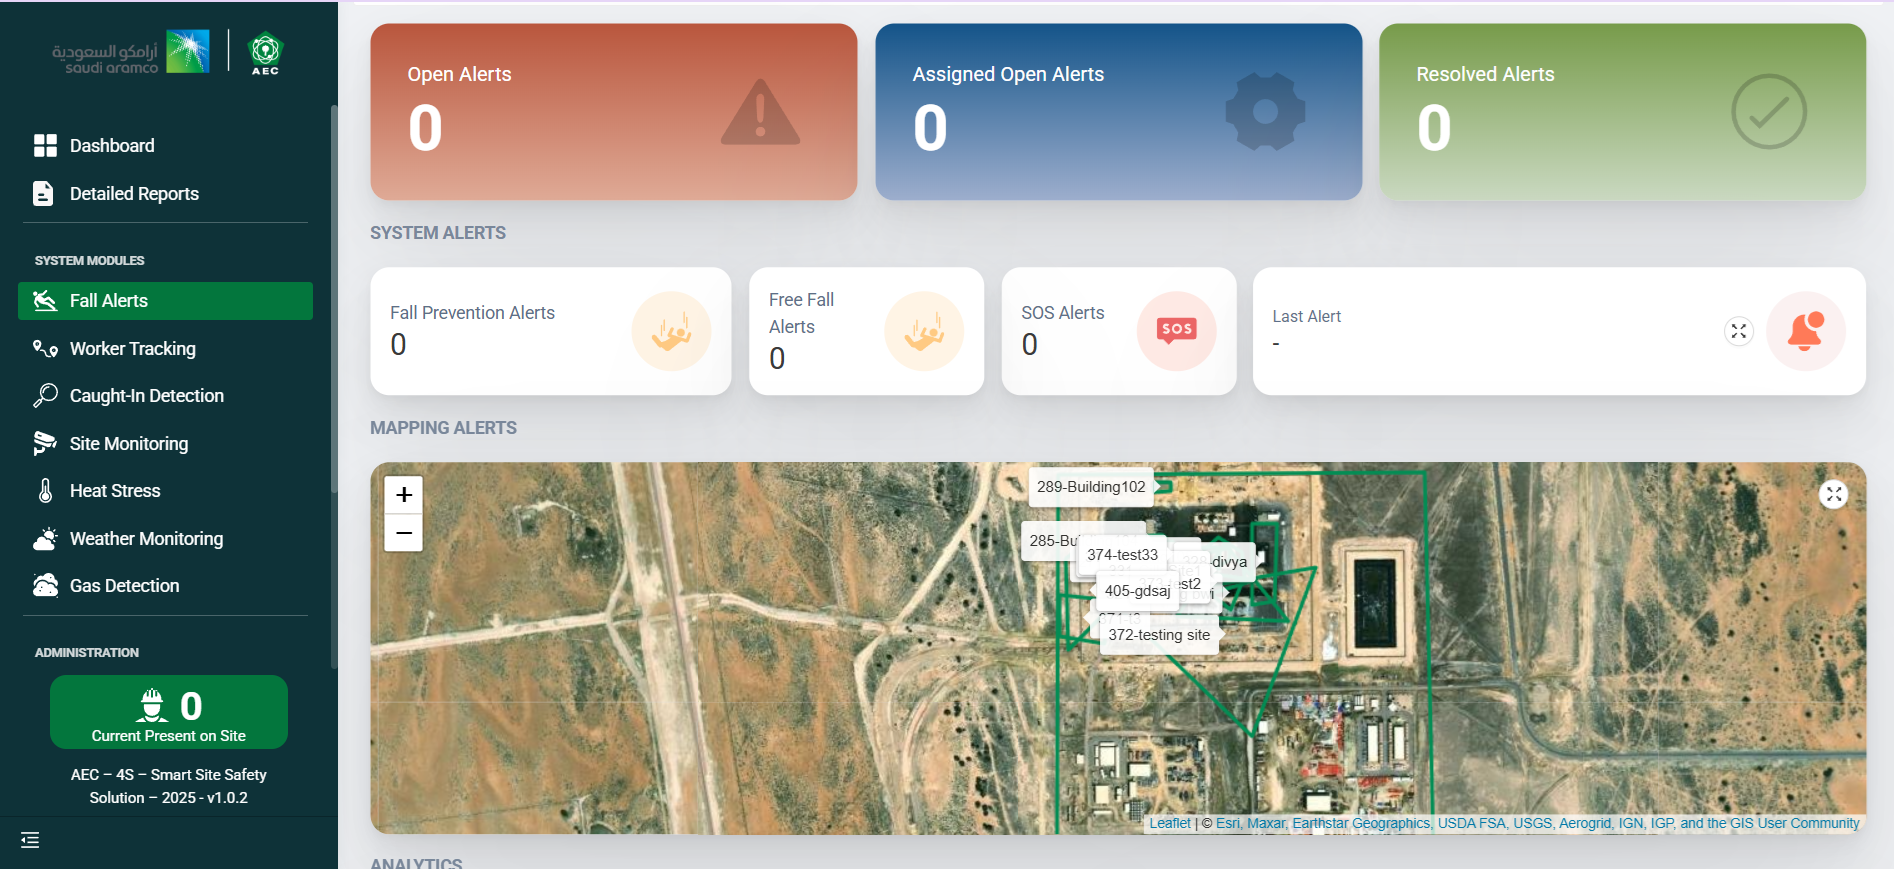 أرامكو السعودية
saudi aramco
AEC
Dashboard
Detailed Reports
SYSTEM MODULES
Fall Alerts
Worker Tracking
Caught-In Detection
Site Monitoring
Heat Stress
Weather Monitoring
Gas Detection
ADMINISTRATION
0
Current Present on Site
AEC – 4S – Smart Site Safety
Solution – 2025 - v1.0.2
Open Alerts
0
Assigned Open Alerts
0
Resolved Alerts
0
SYSTEM ALERTS
Fall Prevention Alerts
0
Free Fall
Alerts
0
SOS Alerts
0
SOS
Last Alert
-
MAPPING ALERTS
+
−
289-Building102
285-Bu
374-test33
-divya
373-test2
405-gdsaj
372-testing site
Leaflet | © Esri, Maxar, Earthstar Geographics, USDA FSA, USGS, Aerogrid, IGN, IGP, and the GIS User Community
ANALYTICS